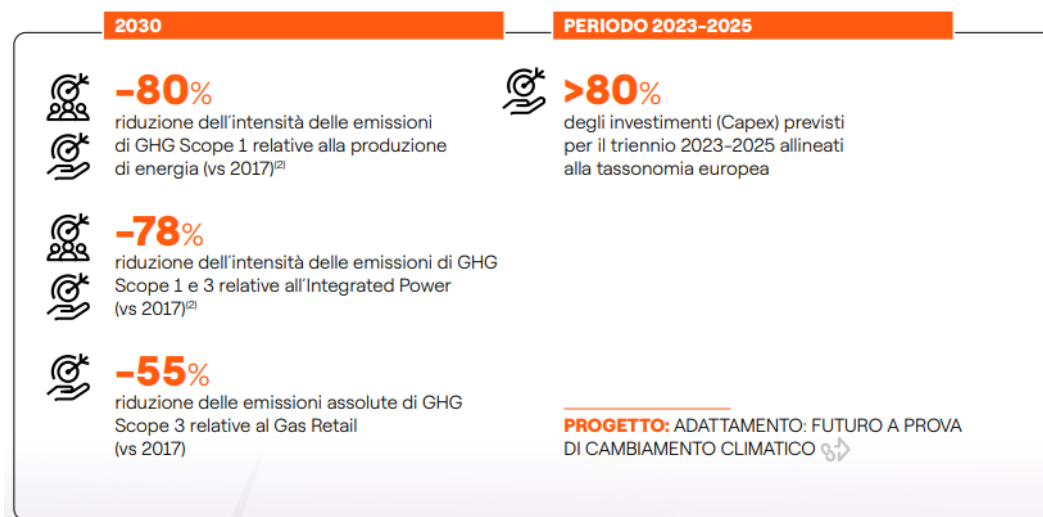 2030
−80%
riduzione dell'intensità delle emissioni
di GHG Scope 1 relative alla produzione
di energia (vs 2017)(2)
−78%
riduzione dell'intensità delle emissioni di GHG
Scope 1 e 3 relative all'Integrated Power
(vs 2017)(2)
−55%
riduzione delle emissioni assolute di GHG
Scope 3 relative al Gas Retail
(vs 2017)
PERIODO 2023-2025
>80%
degli investimenti (Capex) previsti
per il triennio 2023-2025 allineati
alla tassonomia europea
PROGETTO: ADATTAMENTO: FUTURO A PROVA
DI CAMBIAMENTO CLIMATICO